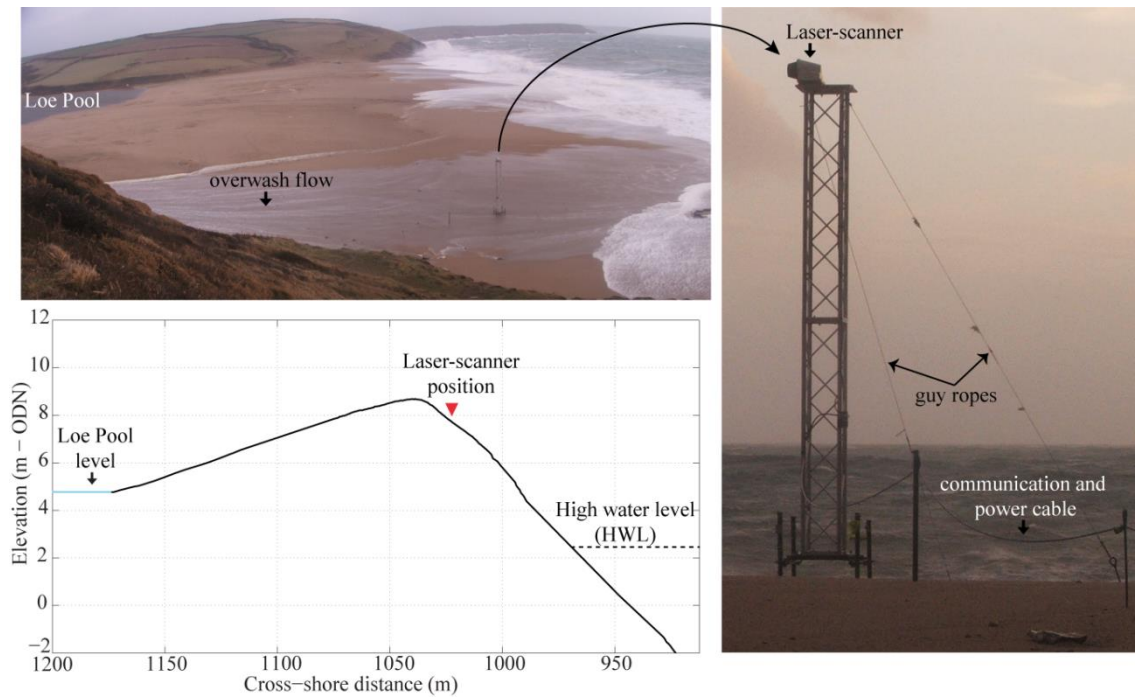 Loe Pool
overwash flow
Laser-scanner
guy ropes
communication and
power cable
12
10
8
6
4
2
0
−2
Elevation (m − ODN)
Loe Pool
level
Laser-scanner
position
High water level
(HWL)
1200
1150
1100
1050
1000
950
Cross−shore distance (m)